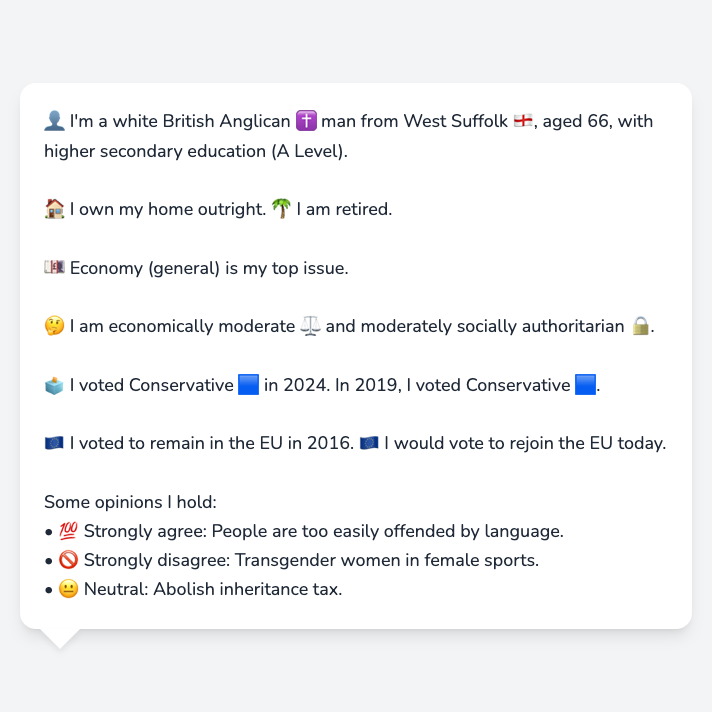 👤 I'm a white British Anglican ✝️ man from West Suffolk 🏴󠁧󠁢󠁥󠁮󠁧󠁿, aged 66, with
higher secondary education (A Level).
🏠 I own my home outright. 🌴 I am retired.
💷 Economy (general) is my top issue.
🤔 I am economically moderate ⚖️ and moderately socially authoritarian 🔒.
🗳️ I voted Conservative 🟦 in 2024. In 2019, I voted Conservative 🟦.
🇪🇺 I voted to remain in the EU in 2016. 🇪🇺 I would vote to rejoin the EU today.
Some opinions I hold:
• 💯 Strongly agree: People are too easily offended by language.
• 🚫 Strongly disagree: Transgender women in female sports.
• 😐 Neutral: Abolish inheritance tax.